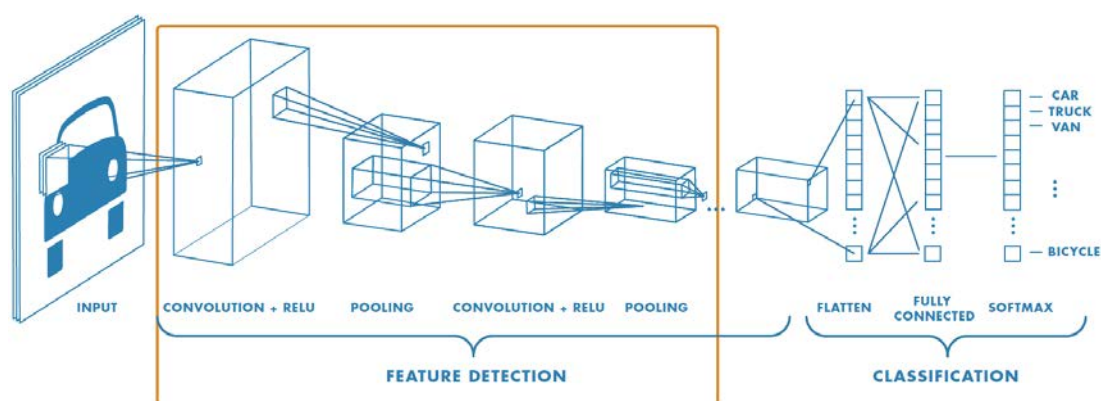 CAR
TRUCK
VAN
BICYCLE
INPUT
CONVOLUTION + RELU
POOLING
CONVOLUTION + RELU
POOLING
FLATTEN
FULLY
CONNECTED
SOFTMAX
FEATURE DETECTION
CLASSIFICATION